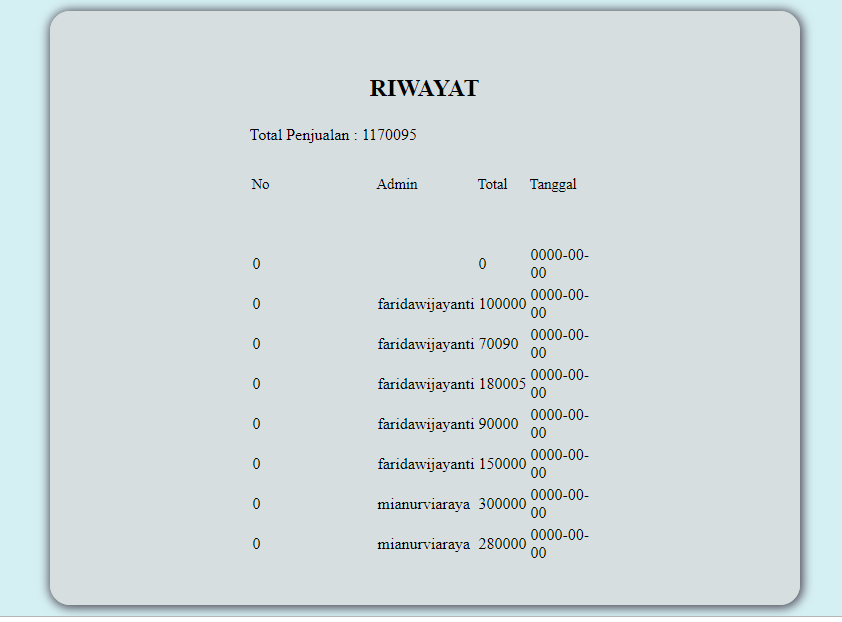 RIWAYAT
Total Penjualan : 1170095
No Admin Total Tanggal
0 0 0000-00-
00
0 faridawijayanti 100000 0000-00-
00
0 faridawijayanti 70090 0000-00-
00
0 faridawijayanti 180005 0000-00-
00
0 faridawijayanti 90000 0000-00-
00
0 faridawijayanti 150000 0000-00-
00
0 mianurviaraya 300000 0000-00-
00
0 mianurviaraya 280000 0000-00-
00